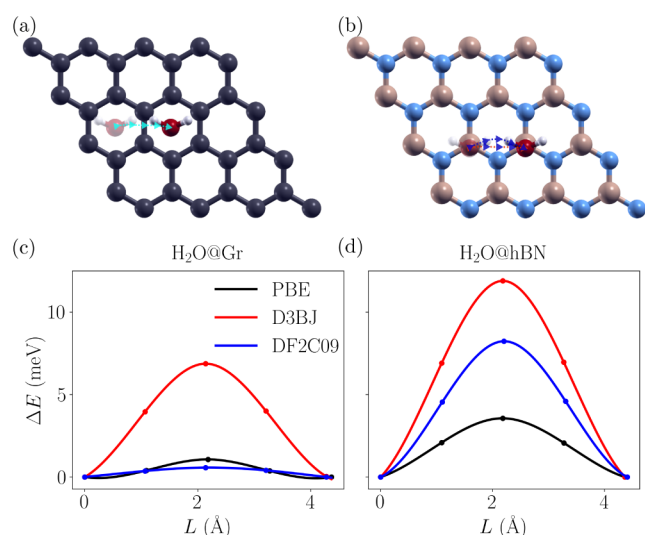 (a)
(b)
(c)
H₂O@Gr
(d)
H₂O@hBN
PBE
D3BJ
DF2C09
10
5
0
ΔE (meV)
0
2
4
0
2
4
L (Å)
L (Å)